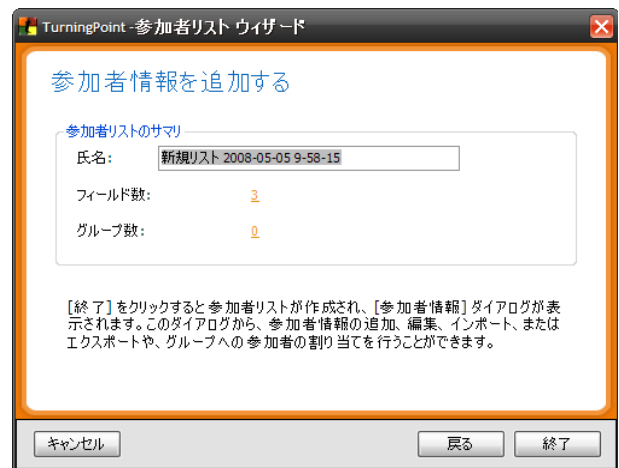 TurningPoint -参加者リスト ウィザード
参加者情報を追加する
参加者リストのサマリ
氏名: 新規リスト 2008-05-05 9-58-15
フィールド数: 3
グループ数: 0
[終了] をクリックすると参加者リストが作成され、[参加者情報] ダイアログが表
示されます。このダイアログから、参加者情報の追加、編集、インポート、または
エクスポートや、グループへの参加者の割り当てを行うことができます。
キャンセル 戻る 終了